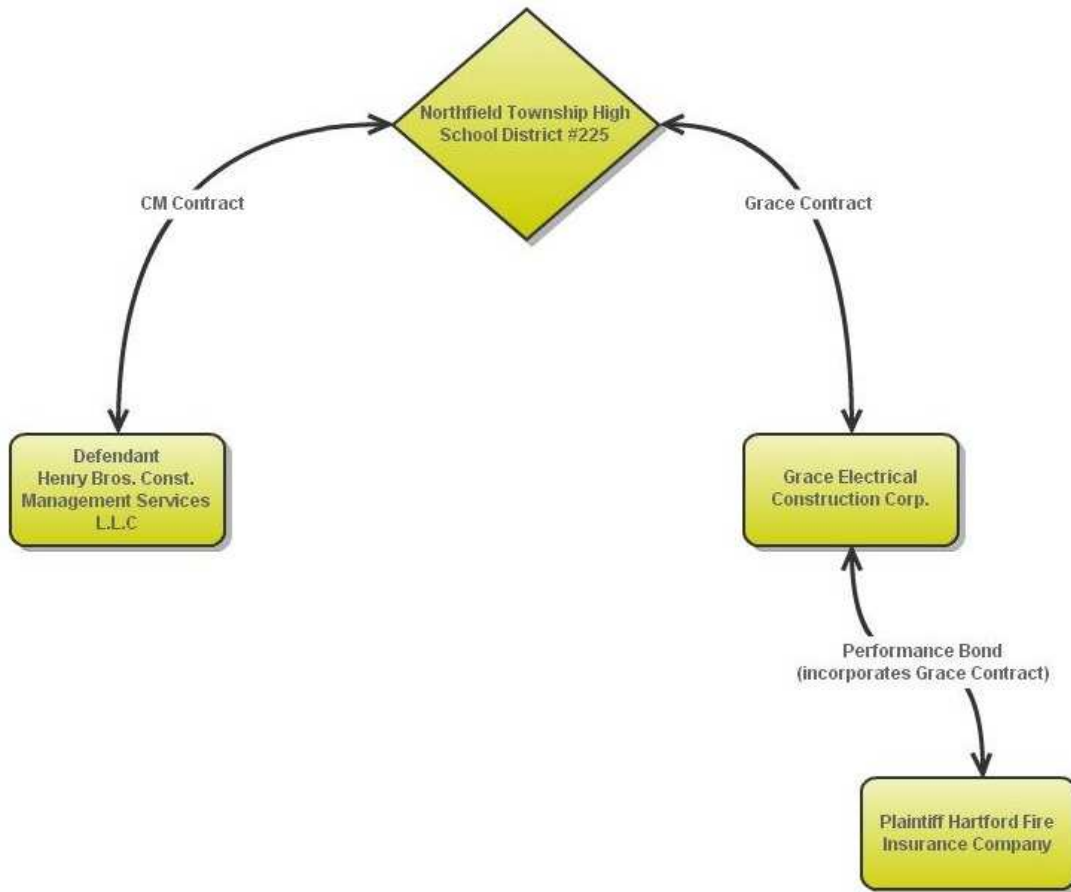 Northfield Township High
School District #225
CM Contract
Grace Contract
Defendant
Henry Bros. Const.
Management Services
L.L.C
Grace Electrical
Construction Corp.
Performance Bond
(incorporates Grace Contract)
Plaintiff Hartford Fire
Insurance Company